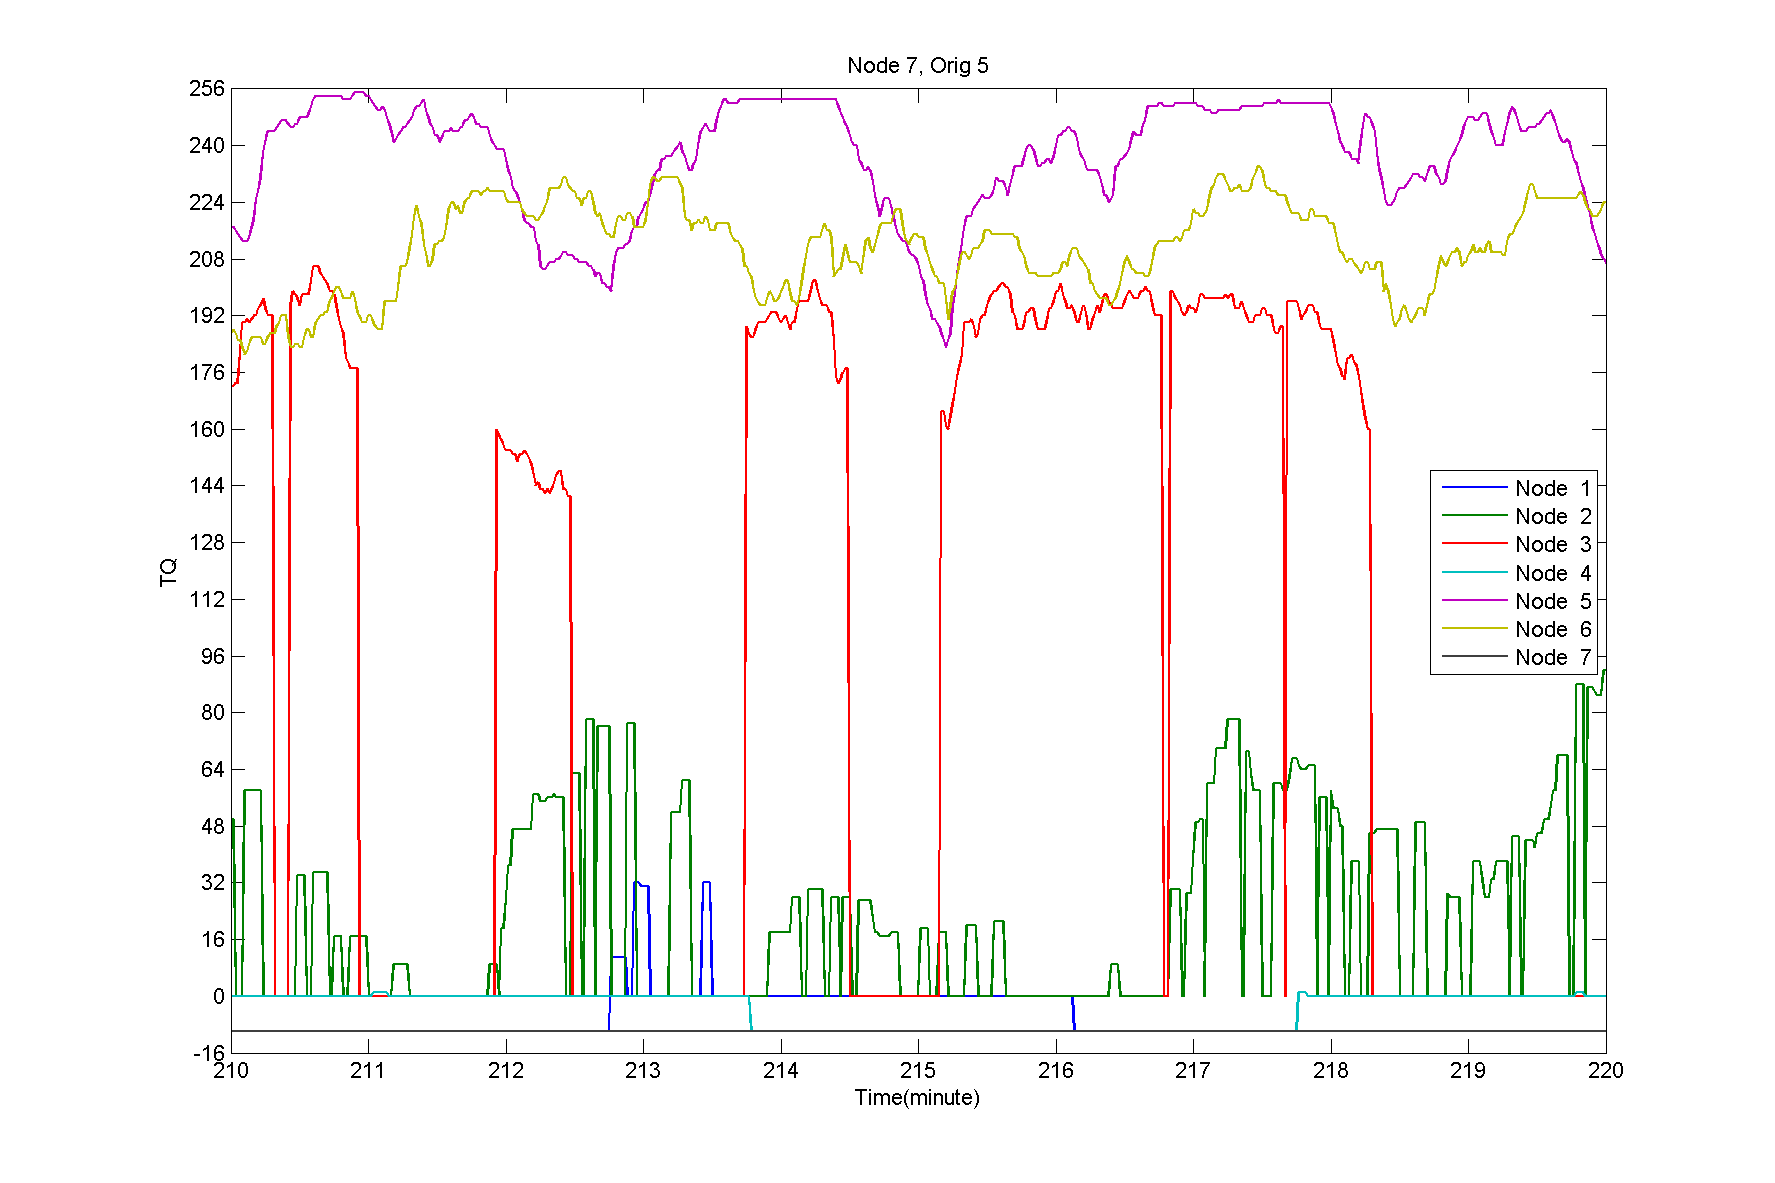 Node 7, Orig 5
256
240
224
208
192
176
160
144
128
112
96
80
64
48
32
16
0
-16
TQ
Node 1
Node 2
Node 3
Node 4
Node 5
Node 6
Node 7
210 211 212 213 214 215 216 217 218 219 220
Time(minute)